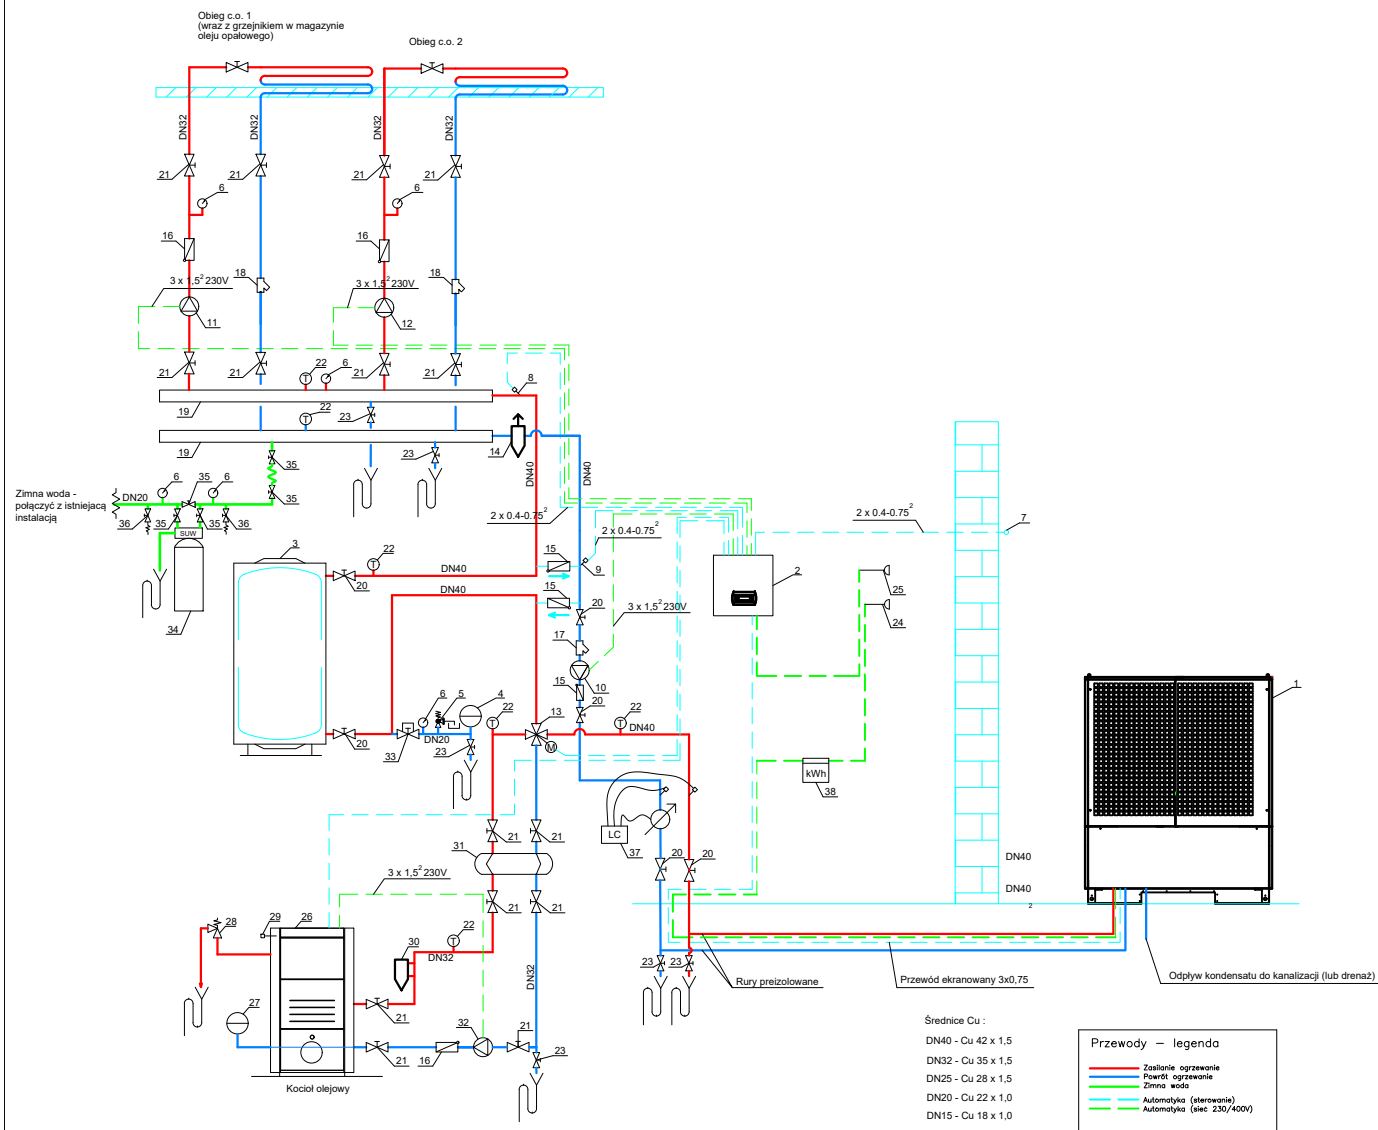 Obieg c.o. 1
(wraz z grzejnikiem w magazynie
oleju opałowego)
Obieg c.o. 2
DN32
DN32
DN32
DN32
21
21
21
21
6
6
16
16
18
18
3 x 1,5² 230V
3 x 1,5² 230V
11
12
21
21
22
6
21
21
8
19
22
23
19
14
23
35
DN40
DN40
Zimna woda -
połączyć z istniejacą
instalacją
DN20
6
35
6
35
36
35
35
36
SUW
2 x 0.4-0.75²
2 x 0.4-0.75²
2 x 0.4-0.75²
7
3
22
15
9
DN40
20
DN40
15
20
2
25
24
34
17
3 x 1,5² 230V
15
10
20
6
5
4
22
13
22
DN40
M
20
33
DN20
23
kWh
38
1
LC
37
21
21
31
20
20
DN40
DN40
2
3 x 1,5² 230V
21
21
28
29
26
22
30
DN32
DN32
23
23
Rury preizolowane
Przewód ekranowany 3x0,75
Odpływ kondensatu do kanalizacji (lub drenaż)
27
21
32
21
21
16
23
Kocioł olejowy
Średnice Cu :
DN40 - Cu 42 x 1,5
DN32 - Cu 35 x 1,5
DN25 - Cu 28 x 1,5
DN20 - Cu 22 x 1,0
DN15 - Cu 18 x 1,0
Przewody – legenda
Zasilanie ogrzewanie
Powrót ogrzewanie
Zimna woda
Automatyka (sterowanie)
Automatyka (siec 230/400V)
T
T
T
T
T
T